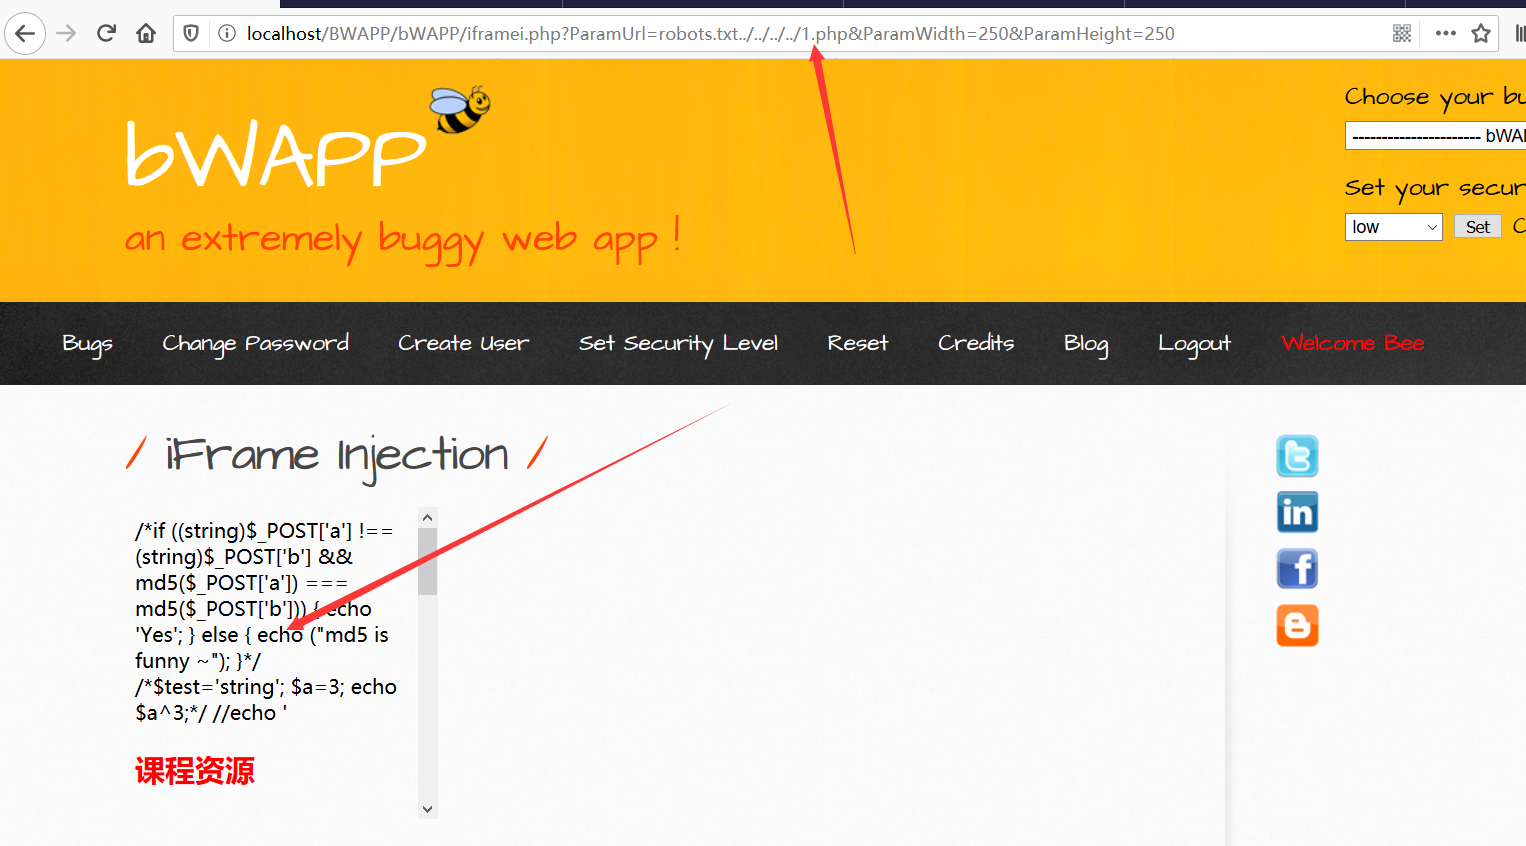 localhost/BWAPP/bWAPP/iframei.php?ParamUrl=robots.txt../../../../1.php&ParamWidth=250&ParamHeight=250
Choose your bu
bWAPP
---------------------- bWAI
Set your secur
an extremely buggy web app !
low
Set
Bugs Change Password Create User Set Security Level Reset Credits Blog Logout Welcome Bee
/ iFrame Injection /
/*if ((string)$_POST['a'] !==
(string)$_POST['b'] &&
md5($_POST['a']) ===
md5($_POST['b'])) { echo
'Yes'; } else { echo ("md5 is
funny ~"); }*/
/*$test='string'; $a=3; echo
$a^3;*/ //echo '
课程资源